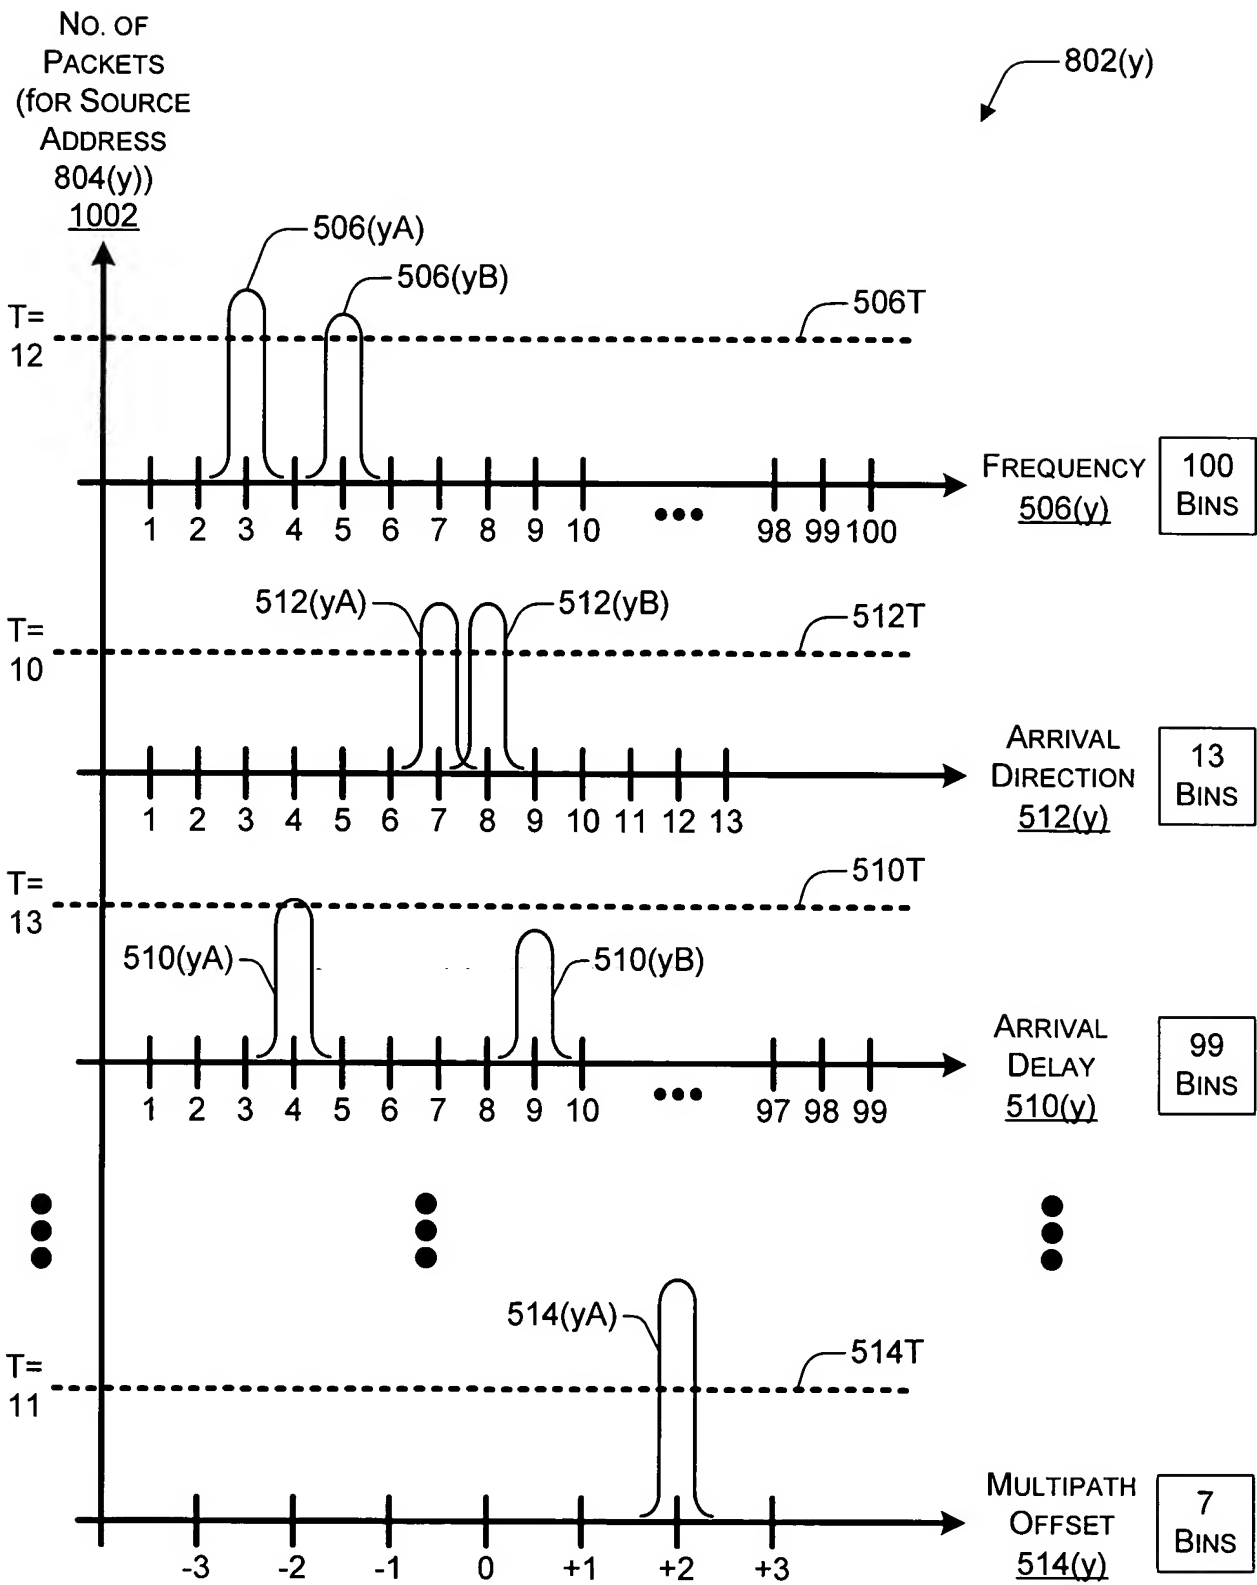 NO. OF
PACKETS
(FOR SOURCE
ADDRESS
804(y))
1002
802(y)
506(yA)
506(yB)
506T
T=
12
FREQUENCY
506(y)
100
BINS
1 2 3 4 5 6 7 8 9 10 ••• 98 99 100
512(yA)
512(yB)
512T
T=
10
ARRIVAL
DIRECTION
512(y)
13
BINS
1 2 3 4 5 6 7 8 9 10 11 12 13
510T
T=
13
510(yA)
510(yB)
ARRIVAL
DELAY
510(y)
99
BINS
1 2 3 4 5 6 7 8 9 10 ••• 97 98 99
514(yA)
514T
T=
11
MULTIPATH
OFFSET
514(y)
7
BINS
-3 -2 -1 0 +1 +2 +3